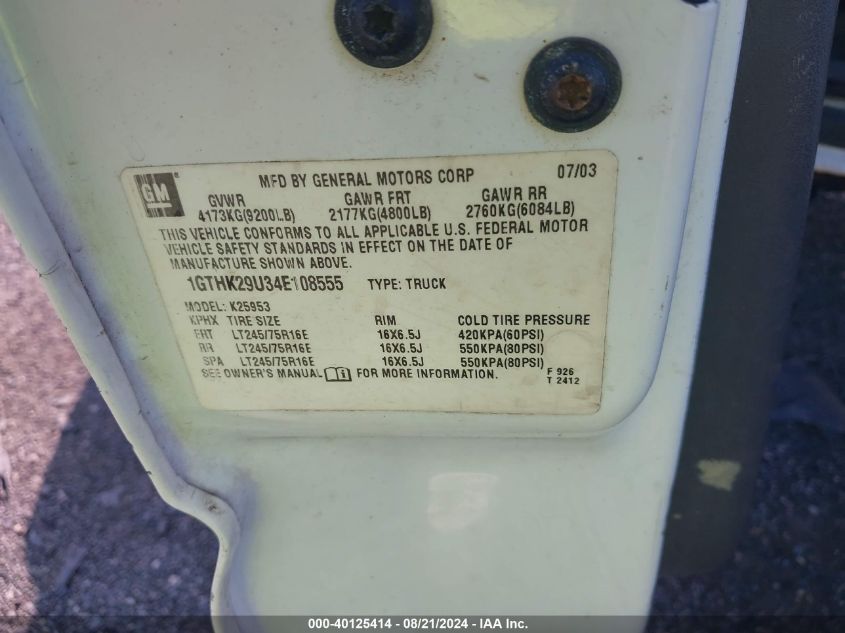 GM
MFD BY GENERAL MOTORS CORP 07/03
GVWR GAWR FRT GAWR RR
4173KG(9200LB) 2177KG(4800LB) 2760KG(6084LB)
THIS VEHICLE CONFORMS TO ALL APPLICABLE U.S. FEDERAL MOTOR
VEHICLE SAFETY STANDARDS IN EFFECT ON THE DATE OF
MANUFACTURE SHOWN ABOVE.
1GTHK29U34E108555 TYPE: TRUCK
MODEL: K25953
KPHX TIRE SIZE RIM COLD TIRE PRESSURE
FRT LT245/75R16E 16X6.5J 420KPA(60PSI)
RR LT245/75R16E 16X6.5J 550KPA(80PSI)
SPA LT245/75R16E 16X6.5J 550KPA(80PSI)
SEE OWNER'S MANUAL FOR MORE INFORMATION.
F 926
T 2412
000-40125414 - 08/21/2024 - IAA Inc.